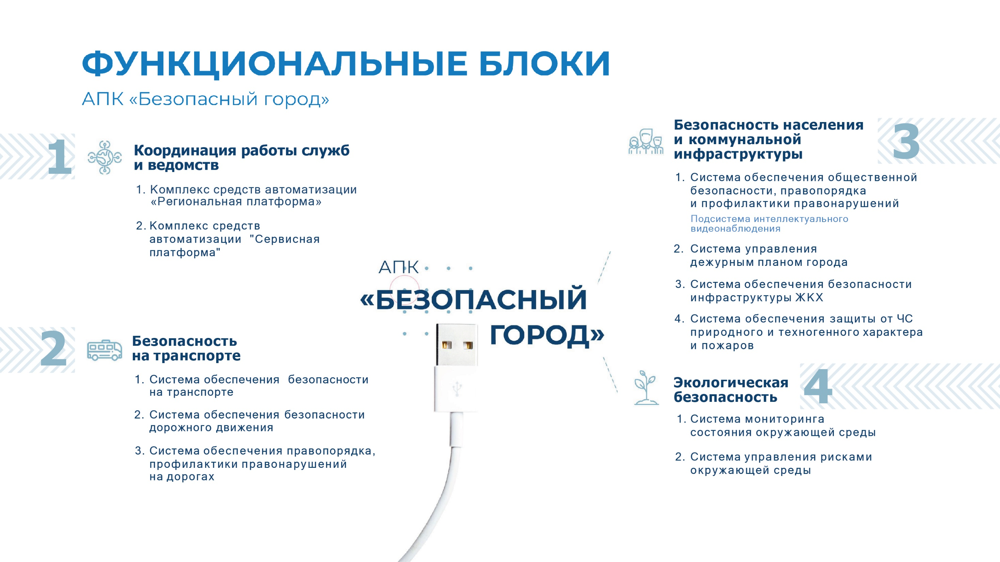 ФУНКЦИОНАЛЬНЫЕ БЛОКИ
АПК «Безопасный город»
1
Координация работы служб
и ведомств
1. Комплекс средств автоматизации
«Региональная платформа»
2. Комплекс средств
автоматизации "Сервисная
платформа"
2
Безопасность
на транспорте
1. Система обеспечения безопасности
на транспорте
2. Система обеспечения безопасности
дорожного движения
3. Система обеспечения правопорядка,
профилактики правонарушений
на дорогах
АПК
«БЕЗОПАСНЫЙ
ГОРОД»
Безопасность населения
и коммунальной
инфраструктуры
3
1. Система обеспечения общественной
безопасности, правопорядка
и профилактики правонарушений
Подсистема интеллектуального
видеонаблюдения
2. Система управления
дежурным планом города
3. Система обеспечения безопасности
инфраструктуры ЖКХ
4. Система обеспечения защиты от ЧС
природного и техногенного характера
и пожаров
Экологическая
безопасность
4
1. Система мониторинга
состояния окружающей среды
2. Система управления рисками
окружающей среды